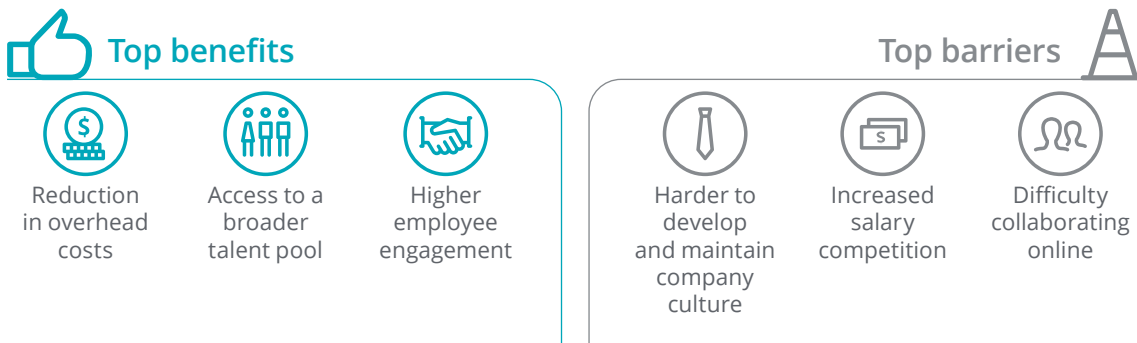 Top benefits
$
Reduction
in overhead
costs
Access to a
broader
talent pool
Higher
employee
engagement
Top barriers
Harder to
develop
and maintain
company
culture
S
Increased
salary
competition
Difficulty
collaborating
online